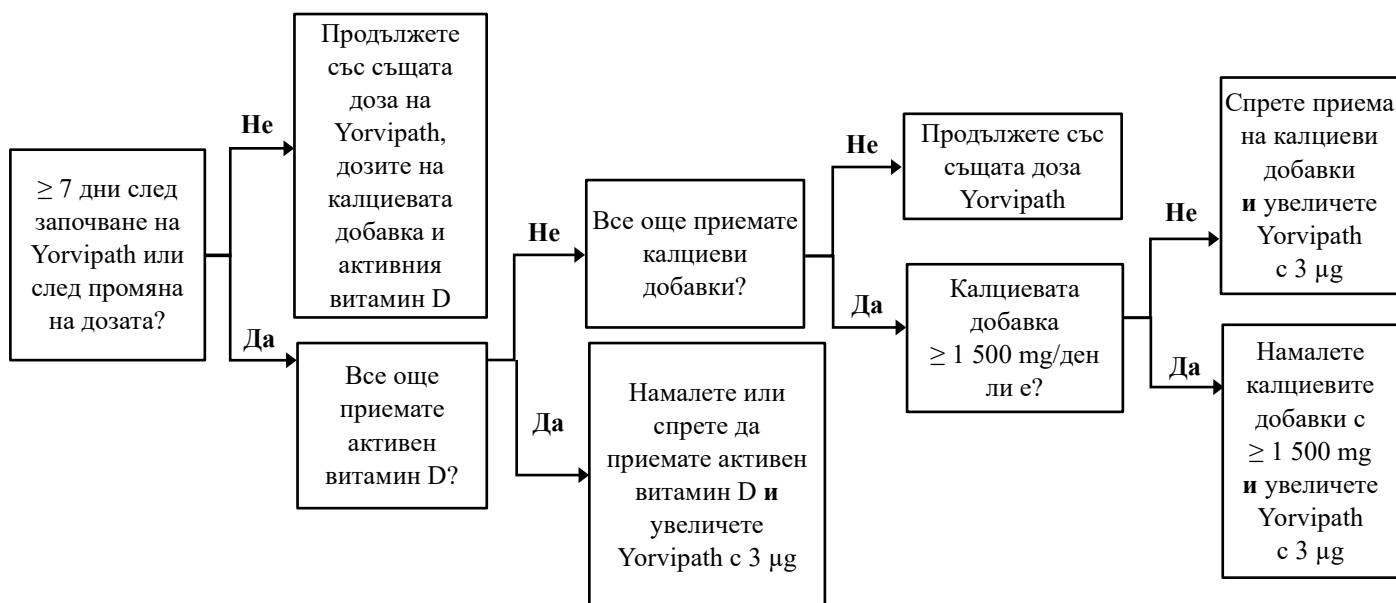 ≥ 7 дни след
започване на
Yorvipath или
след промяна
на дозата?
Не
Продължете
със същата
доза на
Yorvipath,
дозите на
калциевата
добавка и
активния
витамин D
Да
Все още
приемате
активен
витамин D?
Не
Все още приемате
калциеви
добавки?
Да
Намалете или
спрете да
приемате активен
витамин D и
увеличете
Yorvipath с 3 µg
Не
Продължете със
същата доза
Yorvipath
Да
Калциевата
добавка
≥ 1 500 mg/ден
ли е?
Не
Спрете приема
на калциеви
добавки
и увеличете
Yorvipath
с 3 µg
Да
Намалете
калциевите
добавки с
≥ 1 500 mg
и увеличете
Yorvipath
с 3 µg